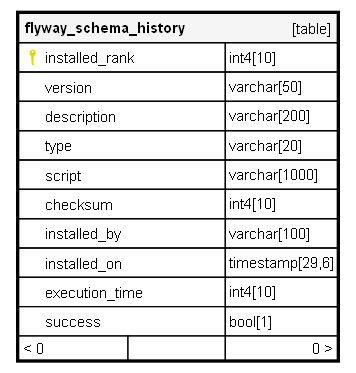 flyway_schema_history [table]
installed_rank int4[10]
version varchar[50]
description varchar[200]
type varchar[20]
script varchar[1000]
checksum int4[10]
installed_by varchar[100]
installed_on timestamp[29,6]
execution_time int4[10]
success bool[1]
< 0 0 >